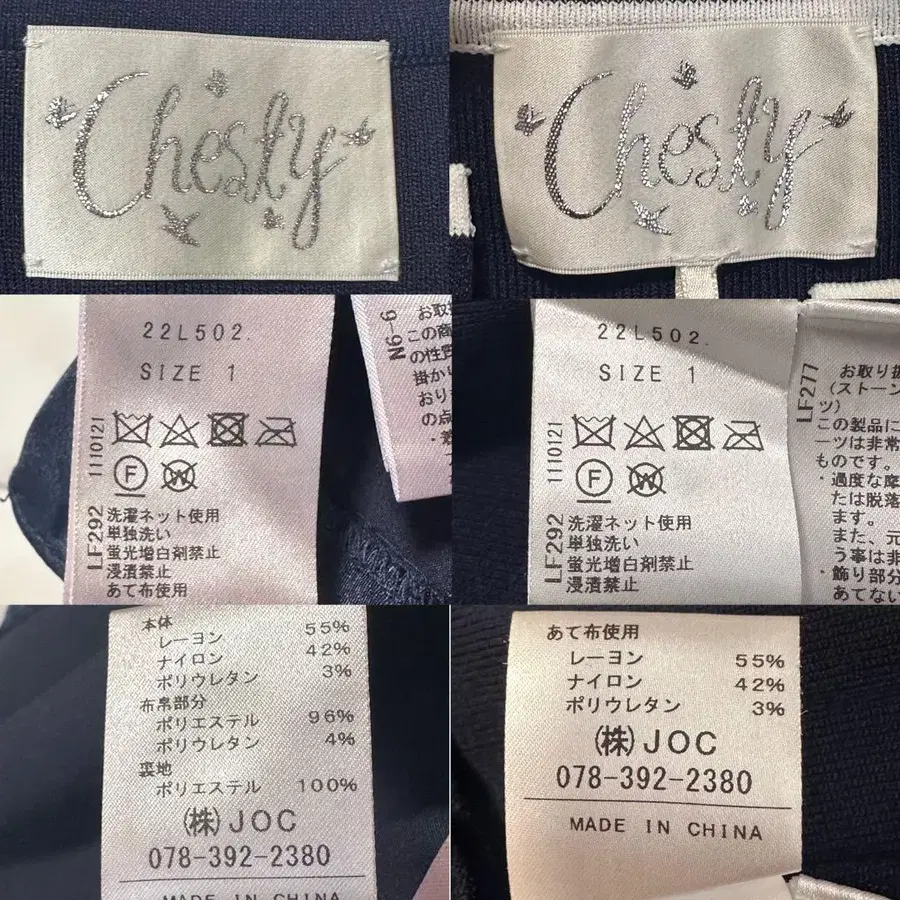 Chesty
Chesty
22L502.
SIZE 1
1110121
F
W
LF292
洗濯ネット使用
単独洗い
蛍光増白剤禁止
浸漬禁止
あて布使用
N6-6
お取
この商
の性質
掛かり
おり
の点
22L502.
SIZE 1
1110121
F
W
LF292
洗濯ネット使用
単独洗い
蛍光増白剤禁止
浸漬禁止
あて布使用
LF277
お取り扱
(ストーン
ツ)
この製品に
ーツは非常
ものです。
・過度な摩
たは脱落
ます。
また、元
う事は非
・飾り部分
あてない
本体
レーヨン 55%
ナイロン 42%
ポリウレタン 3%
布帛部分
ポリエステル 96%
ポリウレタン 4%
裏地
ポリエステル 100%
(株)JOC
078-392-2380
MADE IN CHINA
あて布使用
レーヨン 55%
ナイロン 42%
ポリウレタン 3%
(株)JOC
078-392-2380
MADE IN CHINA